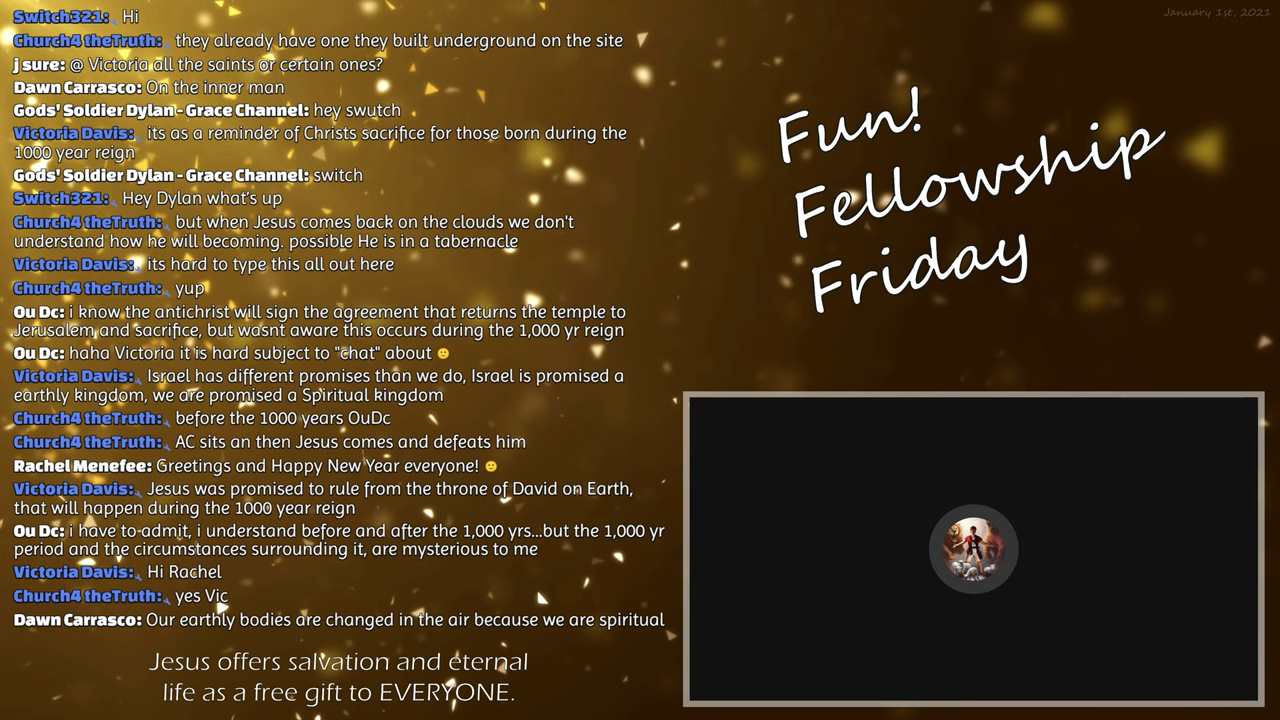 Switch321: Hi
Church4 theTruth: they already have one they built underground on the site
j sure: @ Victoria all the saints or certain ones?
Dawn Carrasco: On the inner man
Gods' Soldier Dylan - Grace Channel: hey swutch
Victoria Davis: its as a reminder of Christs sacrifice for those born during the
1000 year reign
Gods' Soldier Dylan - Grace Channel: switch
Switch321: Hey Dylan what's up
Church4 theTruth: but when Jesus comes back on the clouds we don't
understand how he will becoming. possible He is in a tabernacle
Victoria Davis: its hard to type this all out here
Church4 theTruth: yup
Ou Dc: i know the antichrist will sign the agreement that returns the temple to
Jerusalem, and sacrifice, but wasnt aware this occurs during the 1,000 yr reign
Ou Dc: haha Victoria it is hard subject to "chat" about
Victoria Davis: Israel has different promises than we do, Israel is promised a
earthly kingdom, we are promised a Spiritual kingdom
Church4 theTruth: before the 1000 years OuDc
Church4 theTruth: AC sits an then Jesus comes and defeats him
Rachel Menefee: Greetings and Happy New Year everyone!
Victoria Davis: Jesus was promised to rule from the throne of David on Earth,
that will happen during the 1000 year reign
Ou Dc: i have to admit, i understand before and after the 1,000 yrs...but the 1,000 yr
period and the circumstances surrounding it, are mysterious to me
Victoria Davis: Hi Rachel
Church4 theTruth: yes Vic
Dawn Carrasco: Our earthly bodies are changed in the air because we are spiritual
Jesus offers salvation and eternal
life as a free gift to EVERYONE.
January 1st, 2021
Fun!
Fellowship
Friday